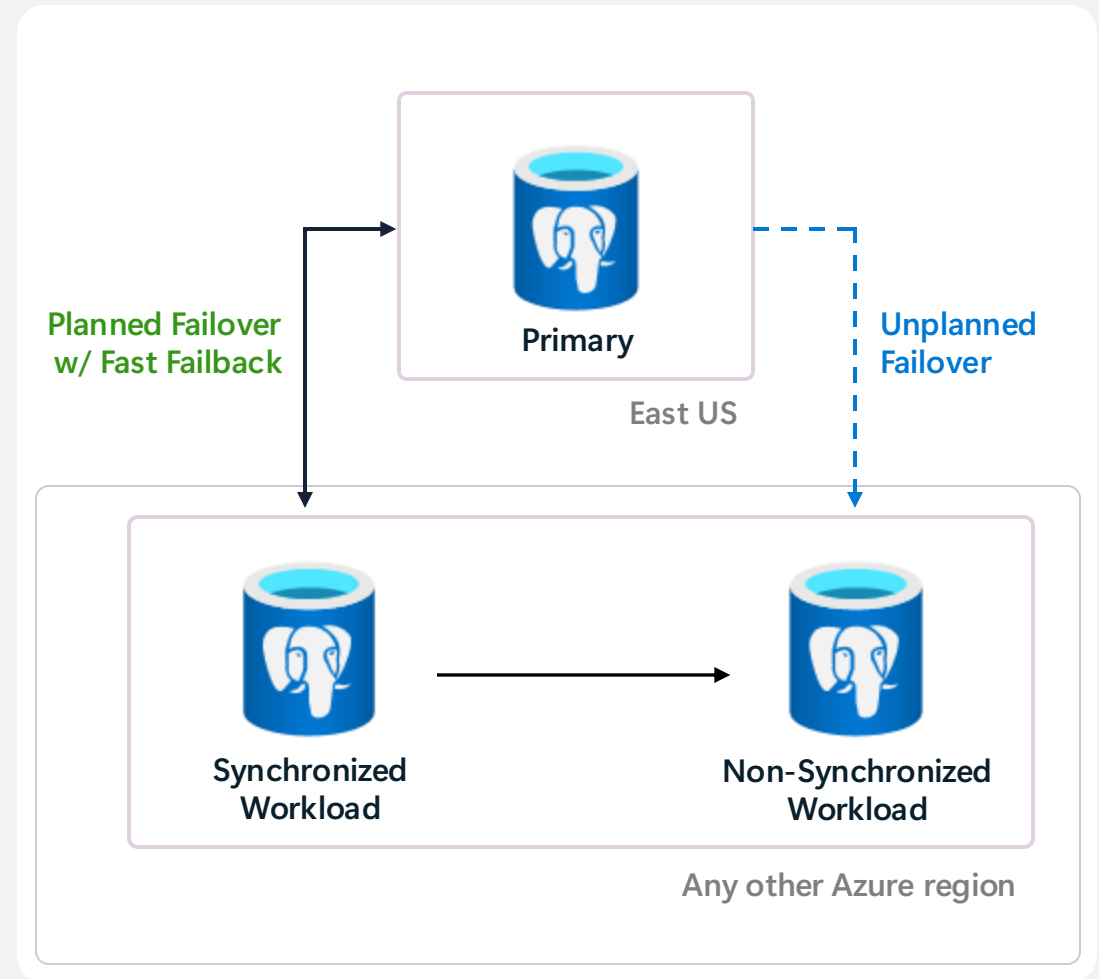 Primary
East US
Planned Failover
w/ Fast Failback
Unplanned
Failover
Synchronized
Workload
Non-Synchronized
Workload
Any other Azure region